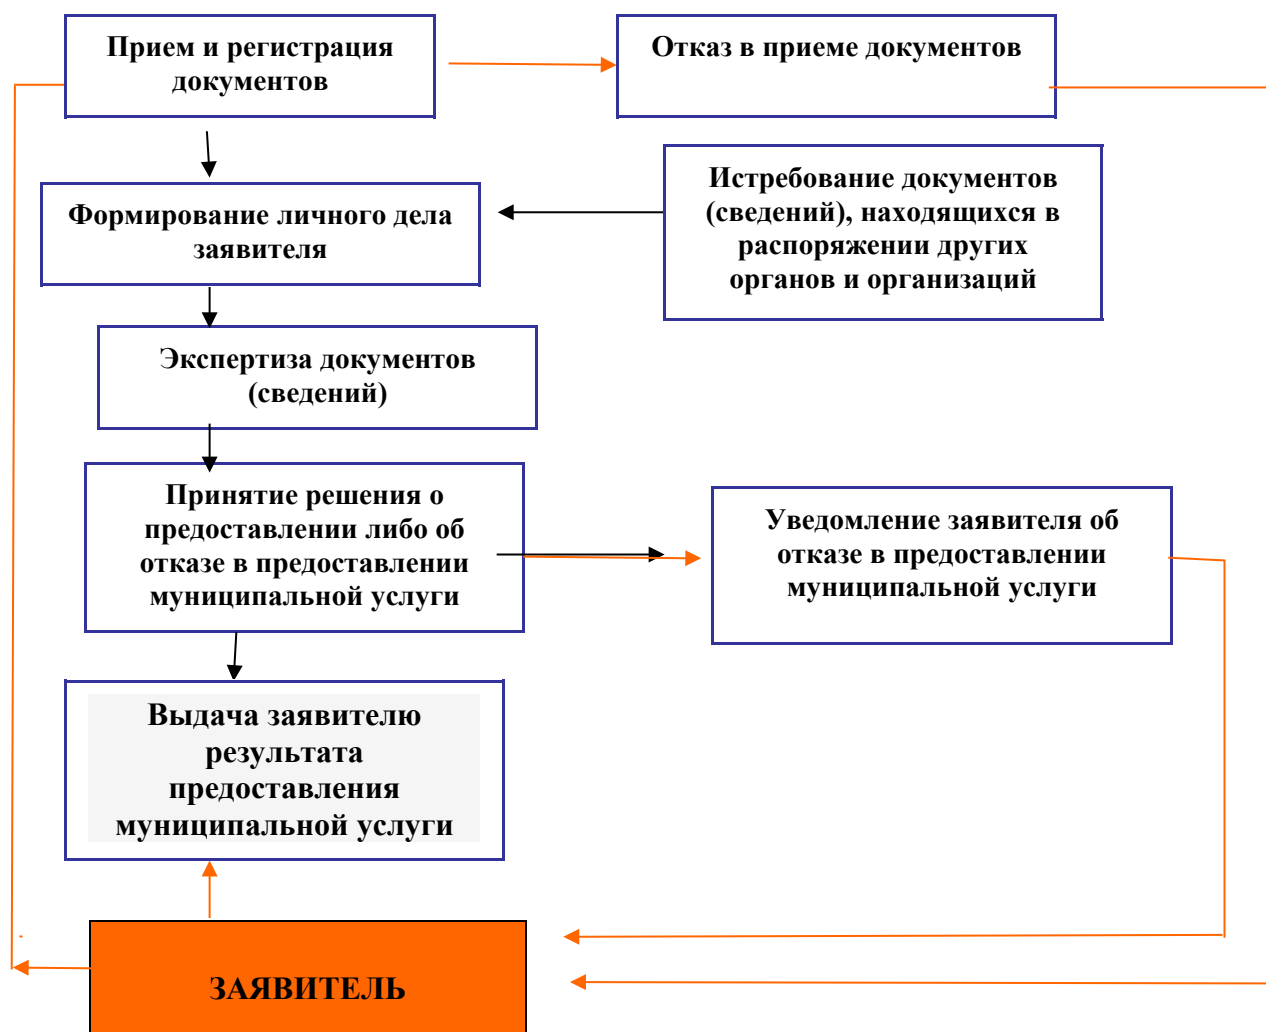 Прием и регистрация
документов
Отказ в приеме документов
Истребование документов
(сведений), находящихся в
распоряжении других
органов и организаций
Формирование личного дела
заявителя
Экспертиза документов
(сведений)
Принятие решения о
предоставлении либо об
отказе в предоставлении
муниципальной услуги
Уведомление заявителя об
отказе в предоставлении
муниципальной услуги
Выдача заявителю
результата
предоставления
муниципальной услуги
ЗАЯВИТЕЛЬ